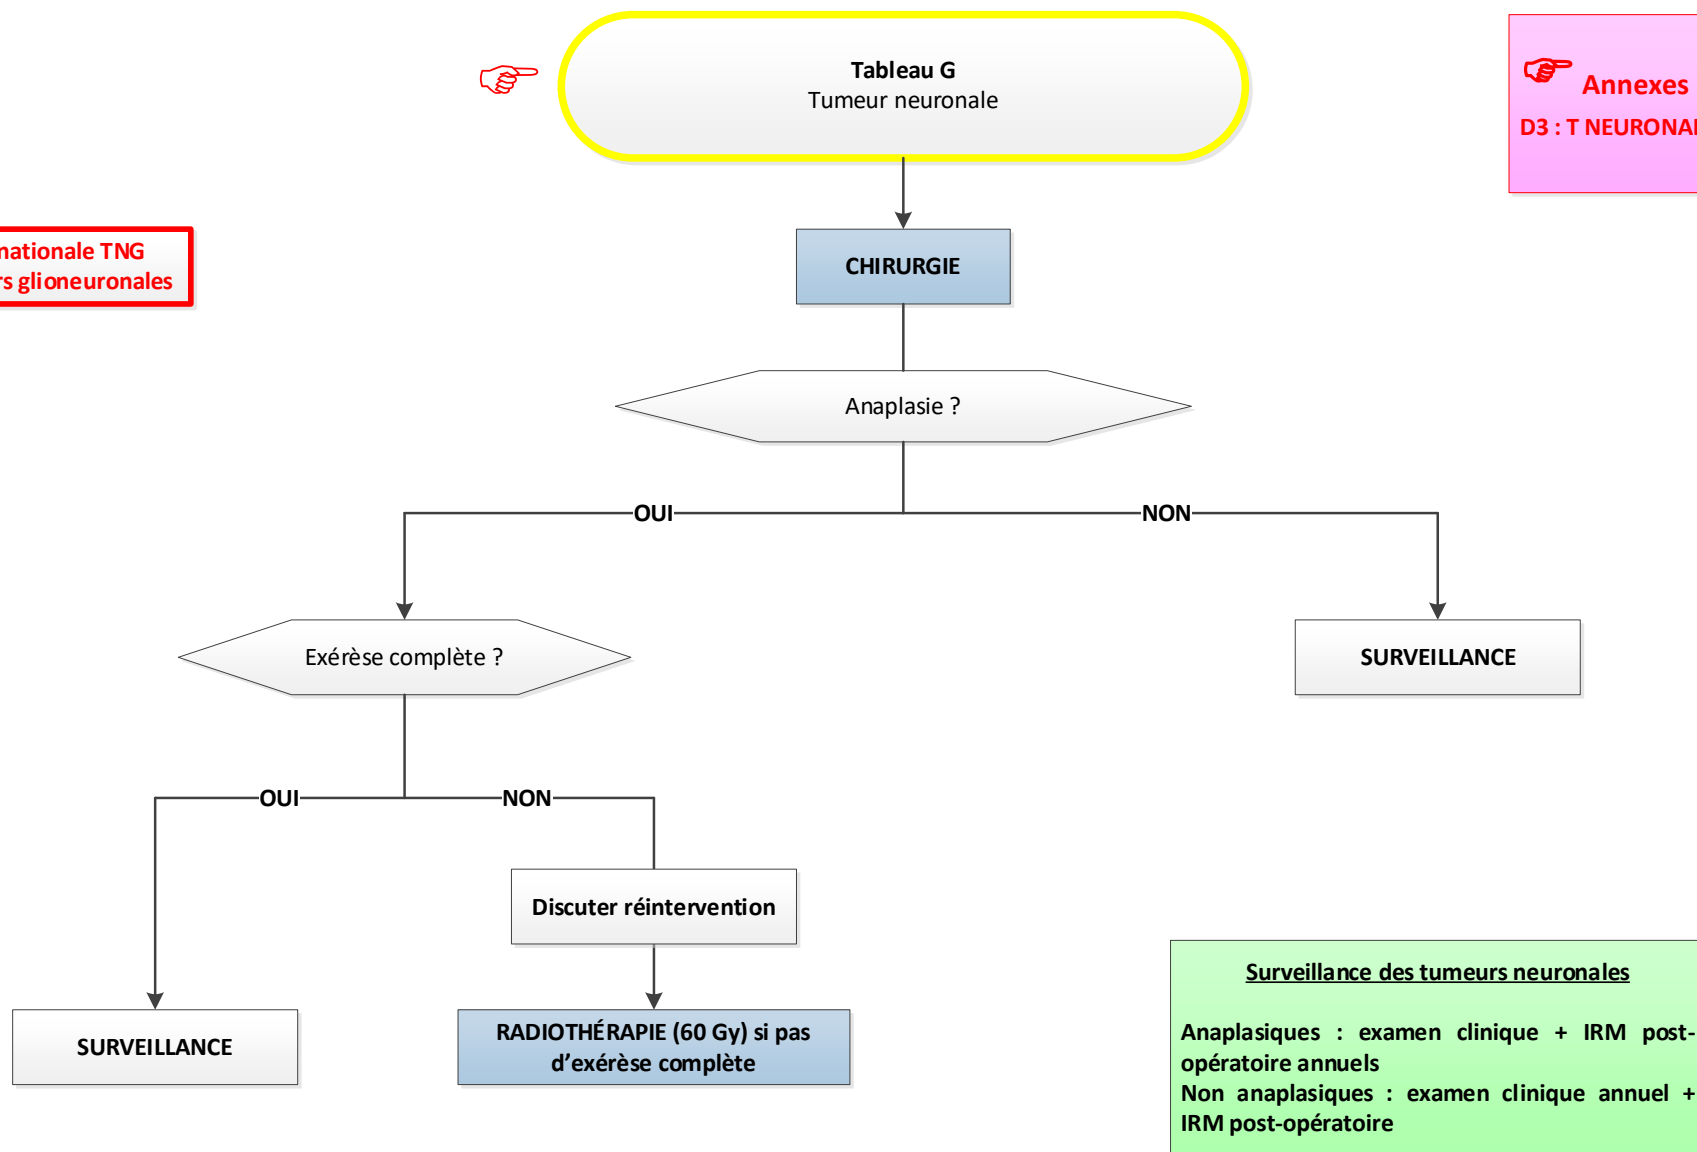 Tableau G
Tumeur neuronale
Annexes
D3 : T
nationale TNG
glioneuronales
CHIRURGIE
Anaplasie ?
OUI
NON
Exérèse complète ?
SURVEILLANCE
OUI
NON
Discuter réintervention
SURVEILLANCE
RADIOTHÉRAPIE (60 Gy) si pas
d’exérèse complète
Surveillance des tumeurs neuronales
Anaplasiques : examen clinique + IRM post-
opératoire annuels
Non anaplasiques : examen clinique annuel +
IRM post-opératoire